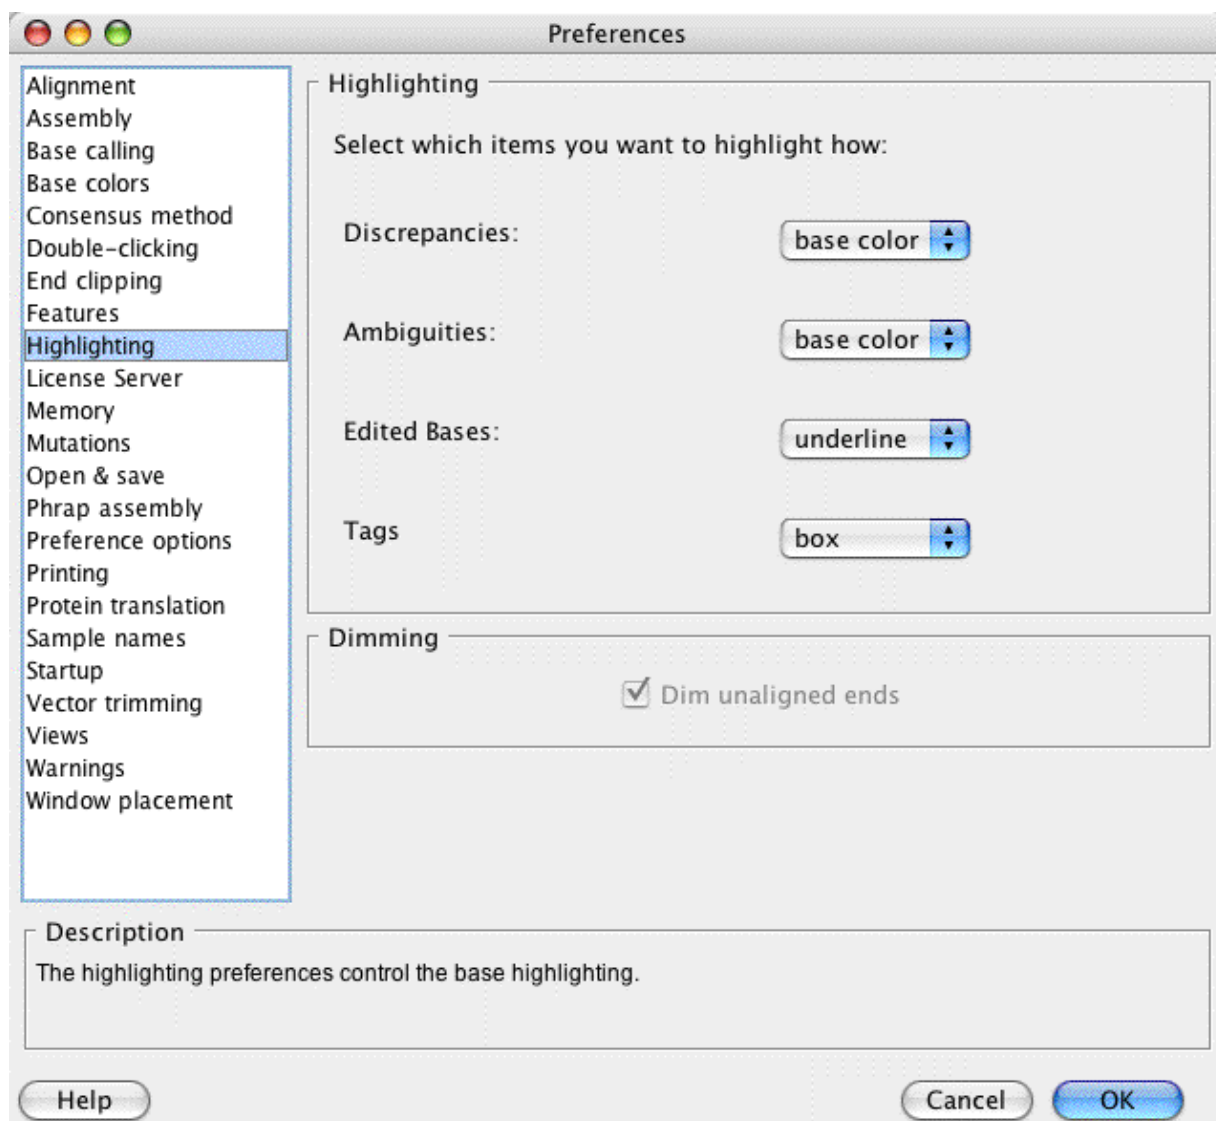 Preferences
Alignment
Assembly
Base calling
Base colors
Consensus method
Double-clicking
End clipping
Features
Highlighting
License Server
Memory
Mutations
Open & save
Phrap assembly
Preference options
Printing
Protein translation
Sample names
Startup
Vector trimming
Views
Warnings
Window placement
Highlighting
Select which items you want to highlight how:
Discrepancies: base color
Ambiguities: base color
Edited Bases: underline
Tags box
Dimming
Dim unaligned ends
Description
The highlighting preferences control the base highlighting.
Help Cancel OK